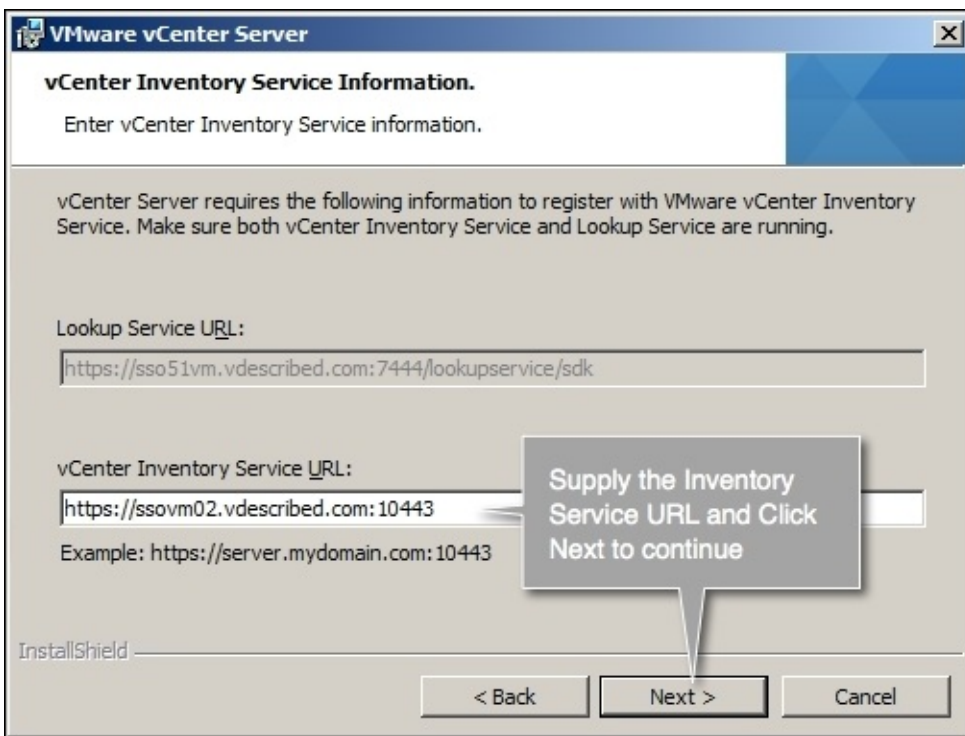 VMware vCenter Server
vCenter Inventory Service Information.
Enter vCenter Inventory Service information.
vCenter Server requires the following information to register with VMware vCenter Inventory
Service. Make sure both vCenter Inventory Service and Lookup Service are running.
Lookup Service URL:
https://sso51vm.vdescribed.com:7444/lookupservice/sdk
vCenter Inventory Service URL:
https://ssovm02.vdescribed.com:10443
Example: https://server.mydomain.com:10443
Supply the Inventory
Service URL and Click
Next to continue
InstallShield
< Back
Next >
Cancel